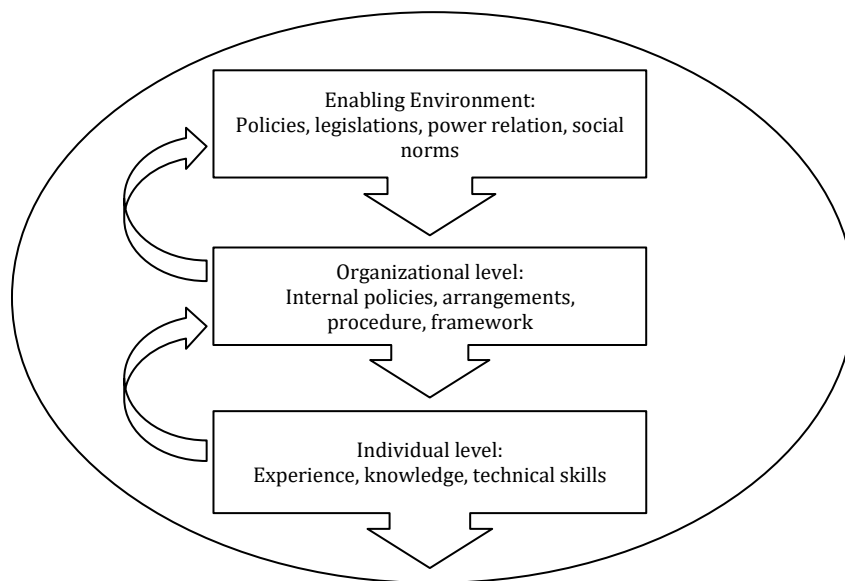 Enabling Environment:
Policies, legislations, power relation, social
norms
Organizational level:
Internal policies, arrangements,
procedure, framework
Individual level:
Experience, knowledge, technical skills